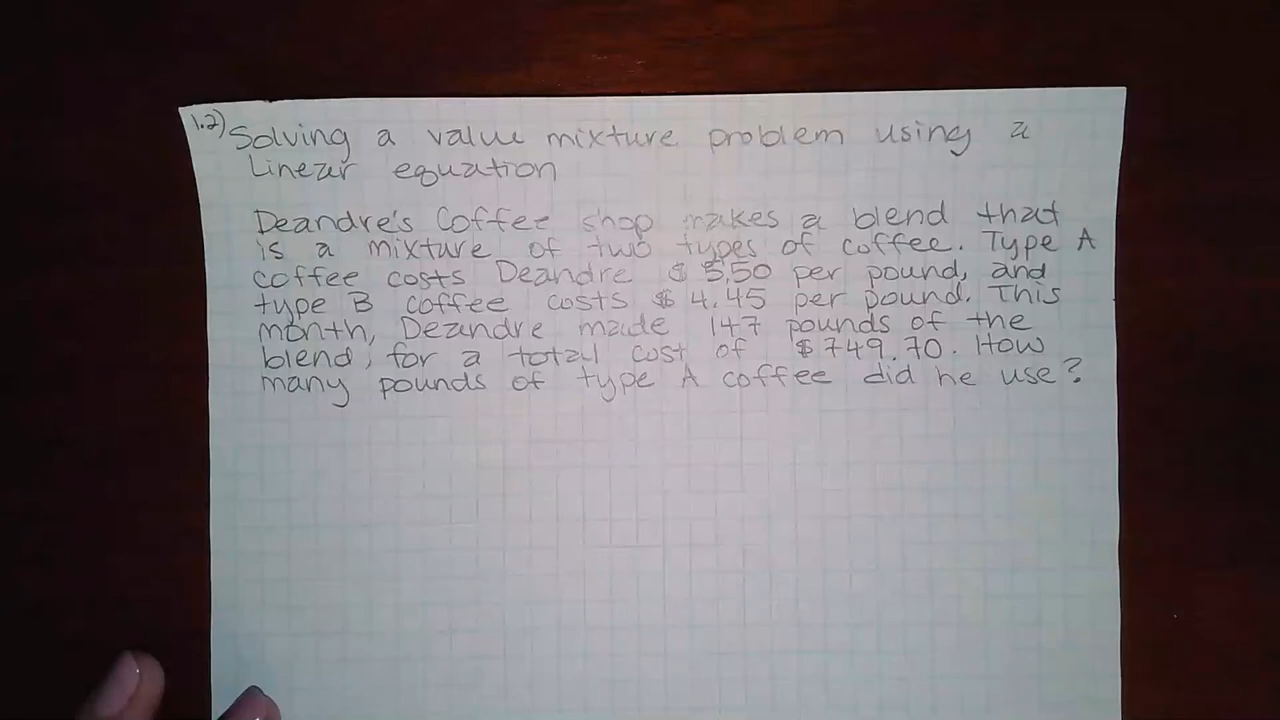 1.2) Solving a value mixture problem using a
Linear equation
Deandre's Coffee shop makes a blend that
is a mixture of two types of coffee. Type A
coffee costs Deandre $5.50 per pound, and
type B coffee costs $4.45 per pound. This
month, Deandre made 147 pounds of the
blend, for a total cost of $749.70. How
many pounds of type A coffee did he use?